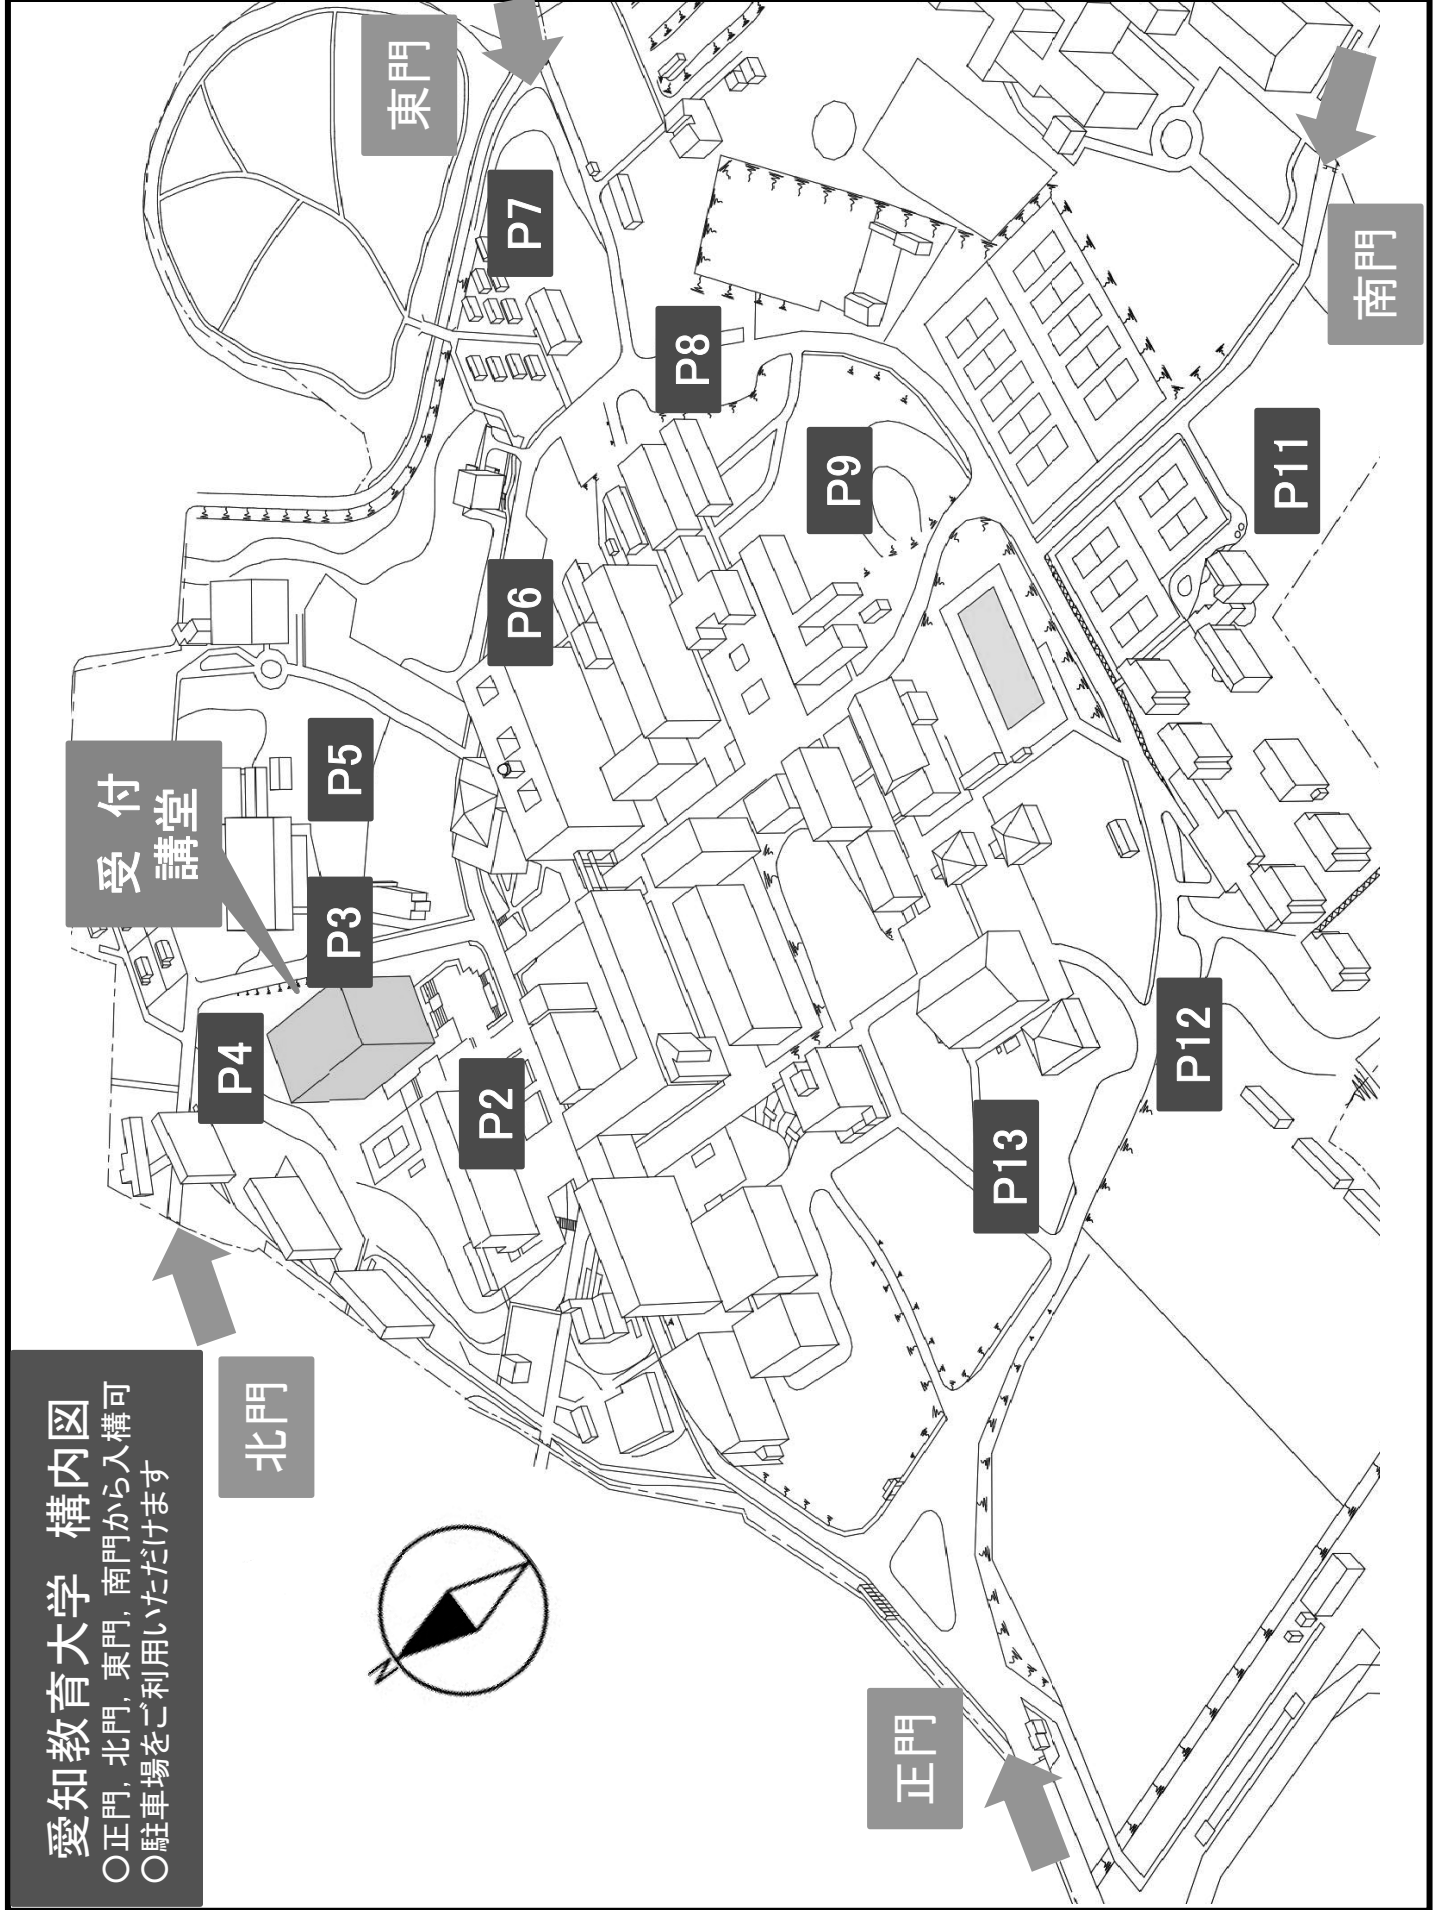 愛知教育大学 構内図
○正門, 北門, 東門, 南門から入構可
○駐車場をご利用いただけます
受 付
講堂
北門
東門
P4
P3
P5
P2
P6
P7
P8
P9
正門
P13
P12
P11
南門
N